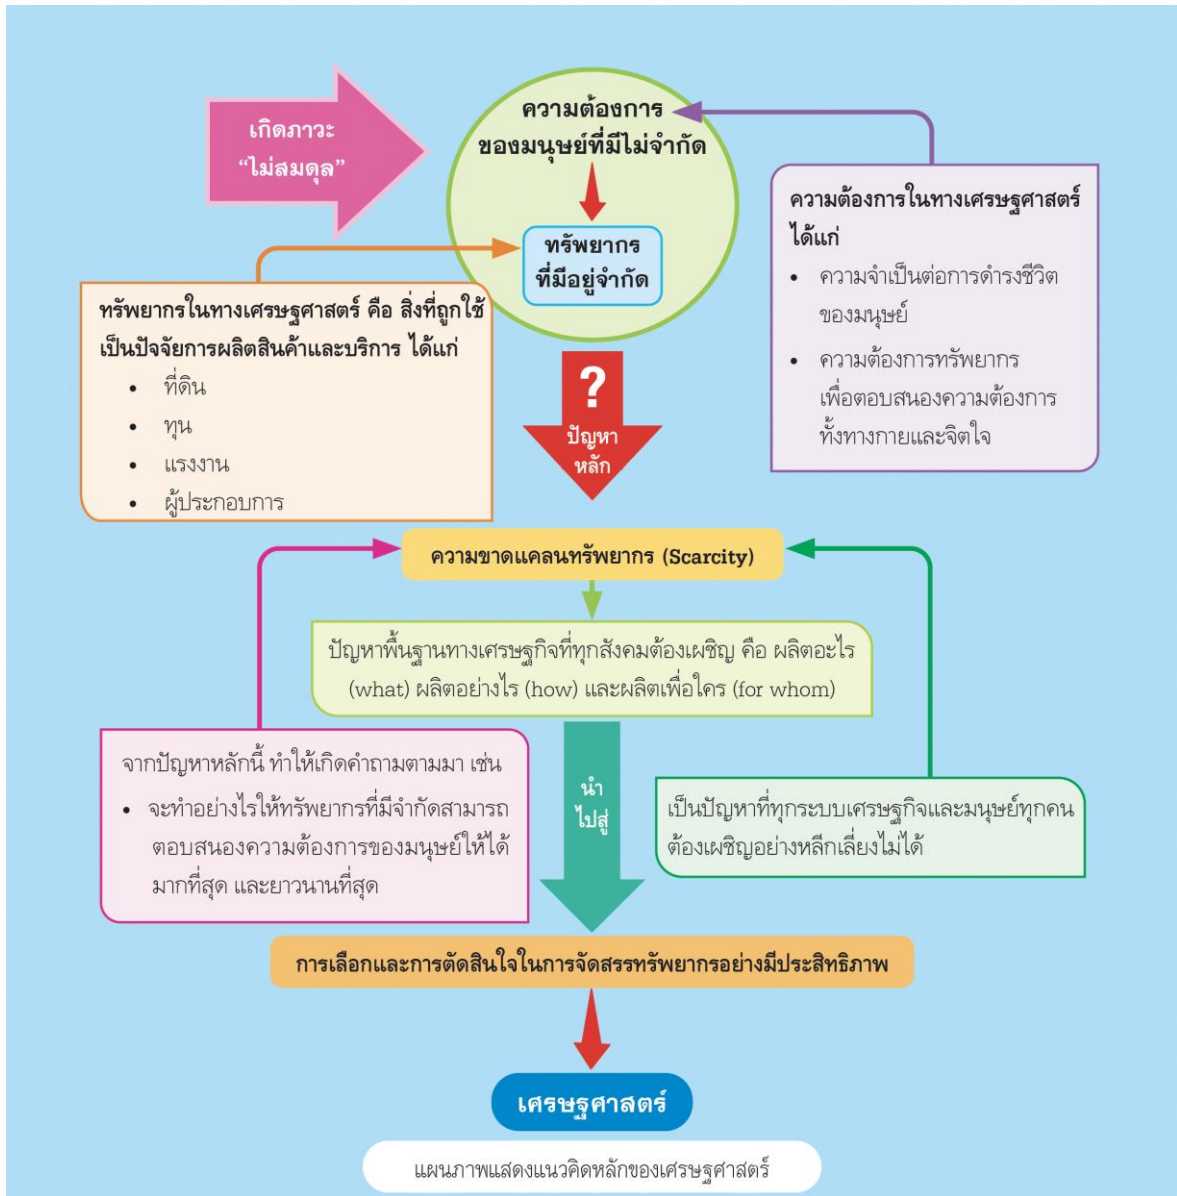 เกิดภาวะ
“ไม่สมดุล”
ความต้องการ
ของมนุษย์ที่มีไม่จำกัด
ทรัพยากร
ที่มีอยู่จำกัด
ความต้องการในทางเศรษฐศาสตร์
ได้แก่
• ความจำเป็นต่อการดำรงชีวิต
ของมนุษย์
• ความต้องการทรัพยากร
เพื่อตอบสนองความต้องการ
ทั้งทางกายและจิตใจ
ทรัพยากรในทางเศรษฐศาสตร์ คือ สิ่งที่ถูกใช้
เป็นปัจจัยการผลิตสินค้าและบริการ ได้แก่
• ที่ดิน
• ทุน
• แรงงาน
• ผู้ประกอบการ
?
ปัญหา
หลัก
ความขาดแคลนทรัพยากร (Scarcity)
ปัญหาพื้นฐานทางเศรษฐกิจที่ทุกสังคมต้องเผชิญ คือ ผลิตอะไร
(what) ผลิตอย่างไร (how) และผลิตเพื่อใคร (for whom)
จากปัญหาหลักนี้ ทำให้เกิดคำถามตามมา เช่น
• จะทำอย่างไรให้ทรัพยากรที่มีจำกัดสามารถ
ตอบสนองความต้องการของมนุษย์ให้ได้
มากที่สุด และยาวนานที่สุด
นำ
ไปสู่
เป็นปัญหาที่ทุกระบบเศรษฐกิจและมนุษย์ทุกคน
ต้องเผชิญอย่างหลีกเลี่ยงไม่ได้
การเลือกและการตัดสินใจในการจัดสรรทรัพยากรอย่างมีประสิทธิภาพ
เศรษฐศาสตร์
แผนภาพแสดงแนวคิดหลักของเศรษฐศาสตร์